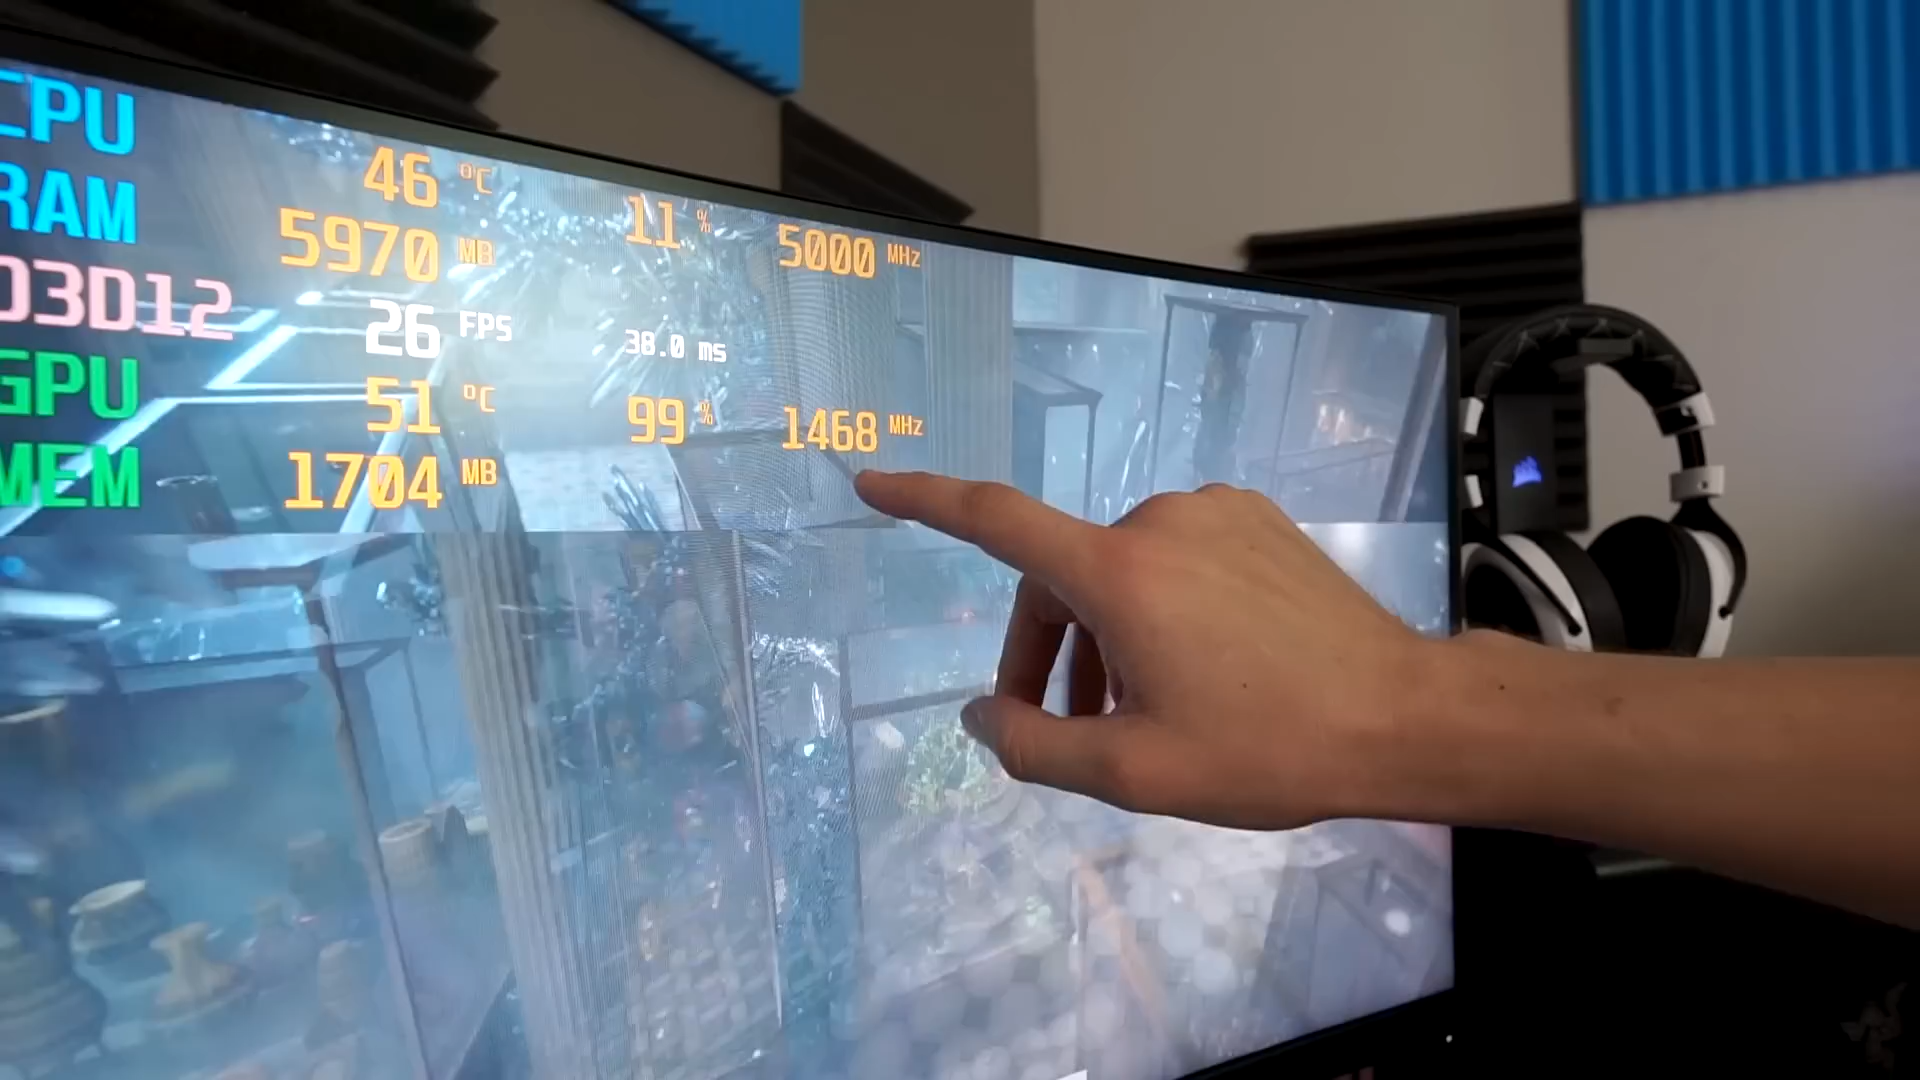 CPU 46 °C 11 % 5000 MHz
RAM 5970 MB
D3D12 26 FPS 38.0 ms
GPU 51 °C 99 % 1468 MHz
MEM 1704 MB